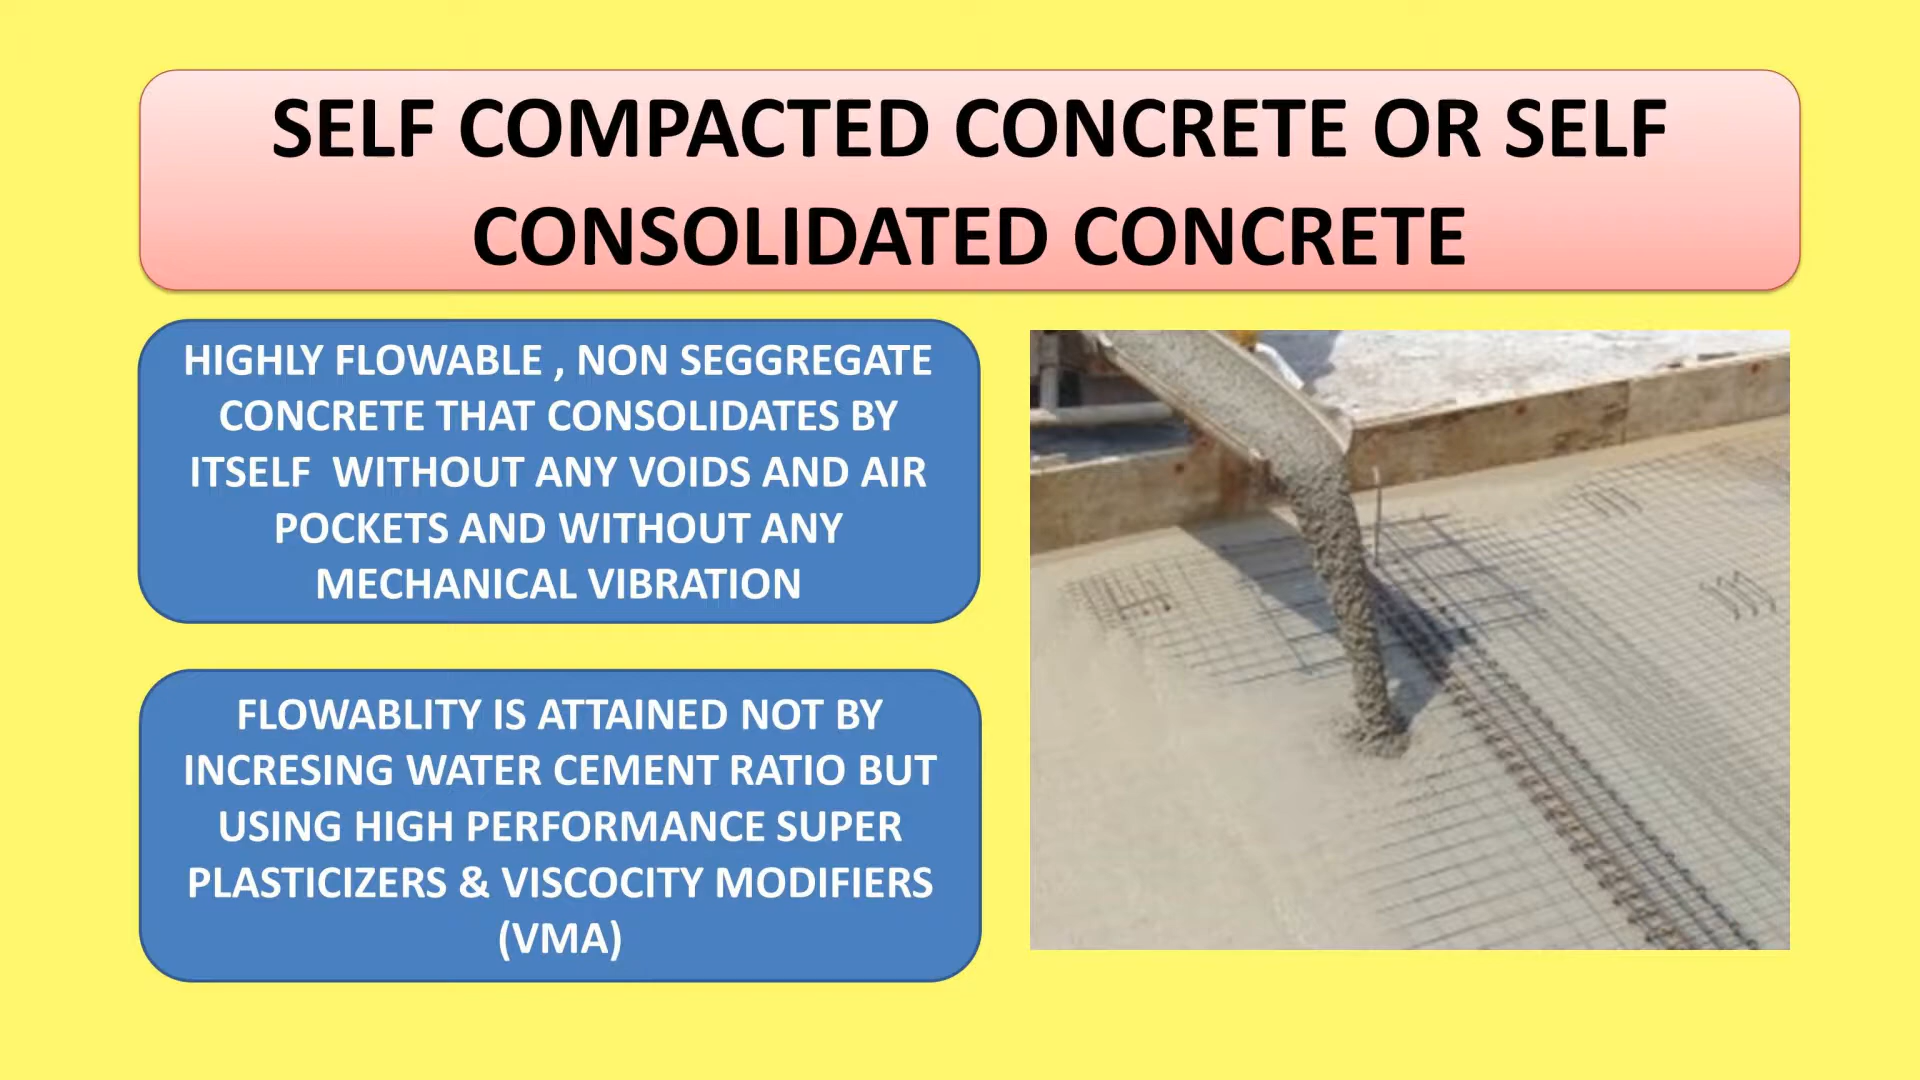 SELF COMPACTED CONCRETE OR SELF
CONSOLIDATED CONCRETE
HIGHLY FLOWABLE , NON SEGGREGATE
CONCRETE THAT CONSOLIDATES BY
ITSELF  WITHOUT ANY VOIDS AND AIR
POCKETS AND WITHOUT ANY
MECHANICAL VIBRATION
FLOWABLITY IS ATTAINED NOT BY
INCRESING WATER CEMENT RATIO BUT
USING HIGH PERFORMANCE SUPER
PLASTICIZERS & VISCOCITY MODIFIERS
(VMA)